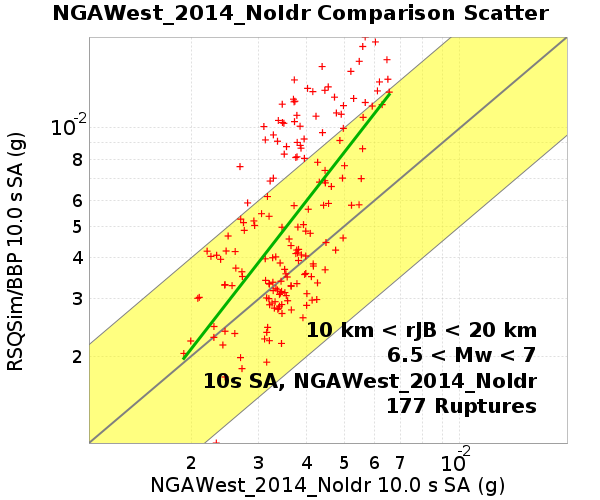 NGAWest_2014_NoIdr Comparison Scatter
RSQSim/BBP 10.0 s SA (g)
10⁻²
8
6
5
4
3
2
10 km < rJB < 20 km
6.5 < Mw < 7
10s SA, NGAWest_2014_NoIdr
177 Ruptures
2 3 4 5 6 7 10⁻²
NGAWest_2014_NoIdr 10.0 s SA (g)